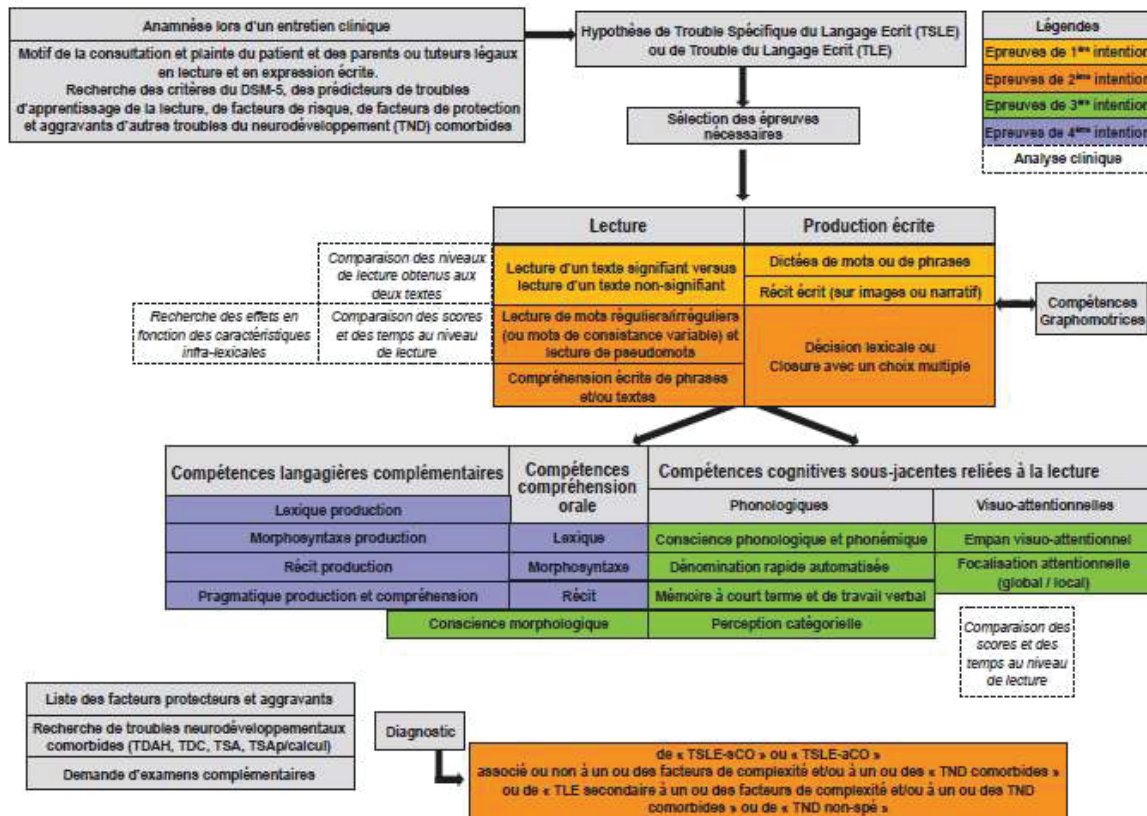 Anamnèse lors d'un entretien clinique
Motif de la consultation et plainte du patient et des parents ou tuteurs légaux
en lecture et en expression écrite.
Recherche des critères du DSM-5, des prédicteurs de troubles
d'apprentissage de la lecture, de facteurs de risque, de facteurs de protection
et aggravants d'autres troubles du neurodéveloppement (TND) comorbides
Hypothèse de Trouble Spécifique du Langage Ecrit (TSLE)
ou de Trouble du Langage Ecrit (TLE)
Sélection des épreuves
nécessaires
Légendes
Epreuves de 1ère intention
Epreuves de 2ème intention
Epreuves de 3ème intention
Epreuves de 4ème intention
Analyse clinique
Lecture
Production écrite
Comparaison des niveaux
de lecture obtenus aux
deux textes
Lecture d'un texte signifiant versus
lecture d'un texte non-signifiant
Dictées de mots ou de phrases
Récit écrit (sur images ou narratif)
Compétences
Graphomotrices
Recherche des effets en
fonction des caractéristiques
infra-lexicales
Comparaison des scores
et des temps au niveau
de lecture
Lecture de mots réguliers/irréguliers
(ou mots de consistance variable) et
lecture de pseudomots
Compréhension écrite de phrases
et/ou textes
Décision lexicale ou
Closure avec un choix multiple
Compétences langagières complémentaires
Compétences
compréhension
orale
Compétences cognitives sous-jacentes reliées à la lecture
Phonologiques
Visuo-attentionnelles
Lexique production
Morphosyntaxe production
Lexique
Conscience phonologique et phonémique
Empan visuo-attentionnel
Récit production
Morphosyntaxe
Dénomination rapide automatisée
Focalisation attentionnelle
(global / local)
Pragmatique production et compréhension
Récit
Mémoire à court terme et de travail verbal
Conscience morphologique
Perception catégorielle
Comparaison des
scores et des
temps au niveau
de lecture
Liste des facteurs protecteurs et aggravants
Recherche de troubles neurodéveloppementaux
comorbides (TDAH, TDC, TSA, TSAp/calcul)
Demande d'examens complémentaires
Diagnostic
de « TSLE-sCO » ou « TSLE-aCO »
associé ou non à un ou des facteurs de complexité et/ou à un ou des « TND comorbides »
ou de « TLE secondaire à un ou des facteurs de complexité et/ou à un ou des TND
comorbides » ou de « TND non-spé »